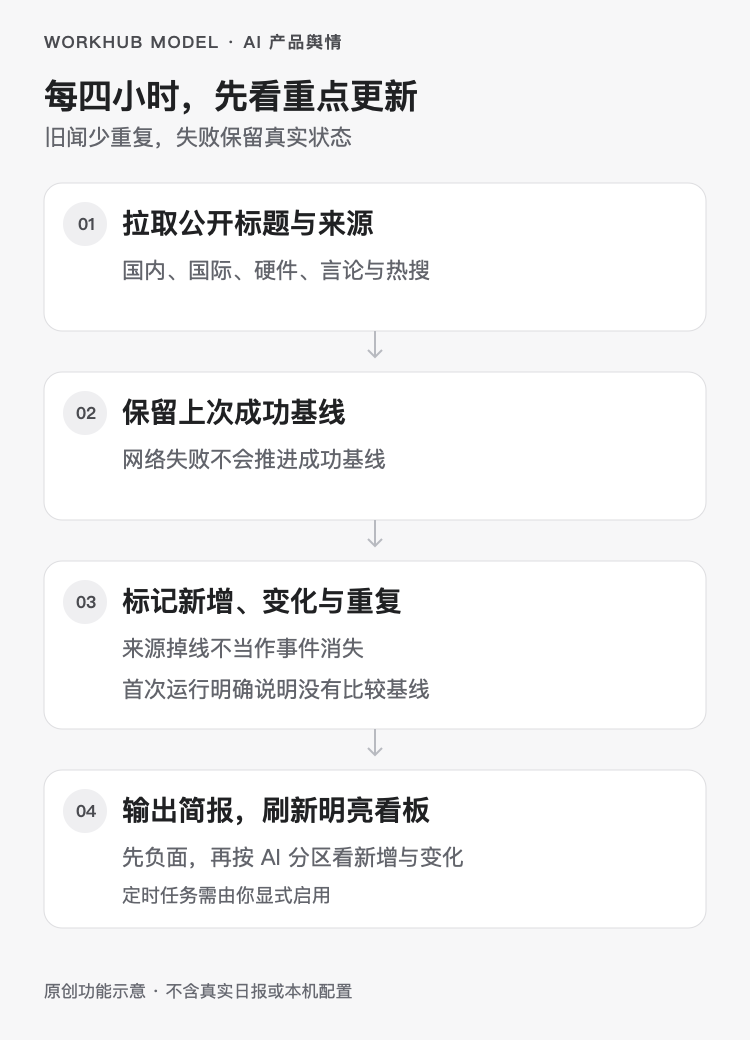 WORKHUB MODEL · AI 产品舆情
每四小时，先看重点更新
旧闻少重复，失败保留真实状态
01
拉取公开标题与来源
国内、国际、硬件、言论与热搜
02
保留上次成功基线
网络失败不会推进成功基线
03
标记新增、变化与重复
来源掉线不当作事件消失
首次运行明确说明没有比较基线
04
输出简报，刷新明亮看板
先负面，再按 AI 分区看新增与变化
定时任务需由你显式启用
原创功能示意 · 不含真实日报或本机配置